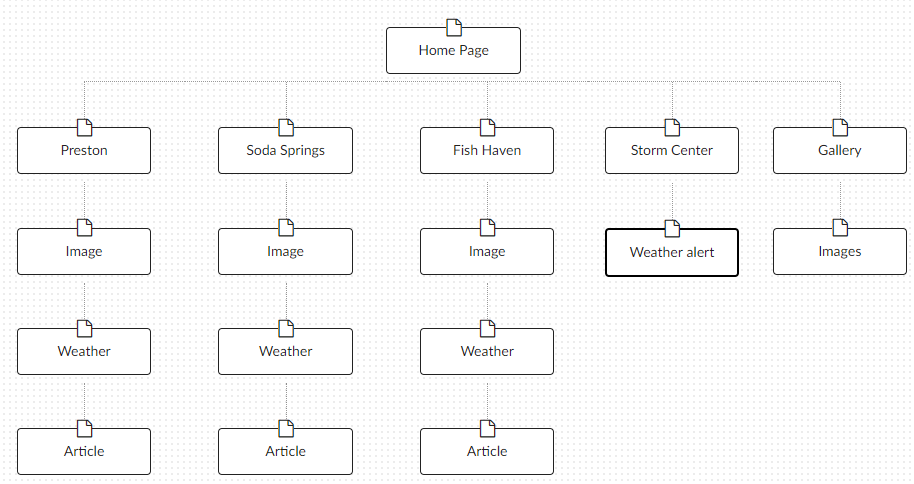 Home Page
Preston
Soda Springs
Fish Haven
Storm Center
Gallery
Image
Image
Image
Weather alert
Images
Weather
Weather
Weather
Article
Article
Article